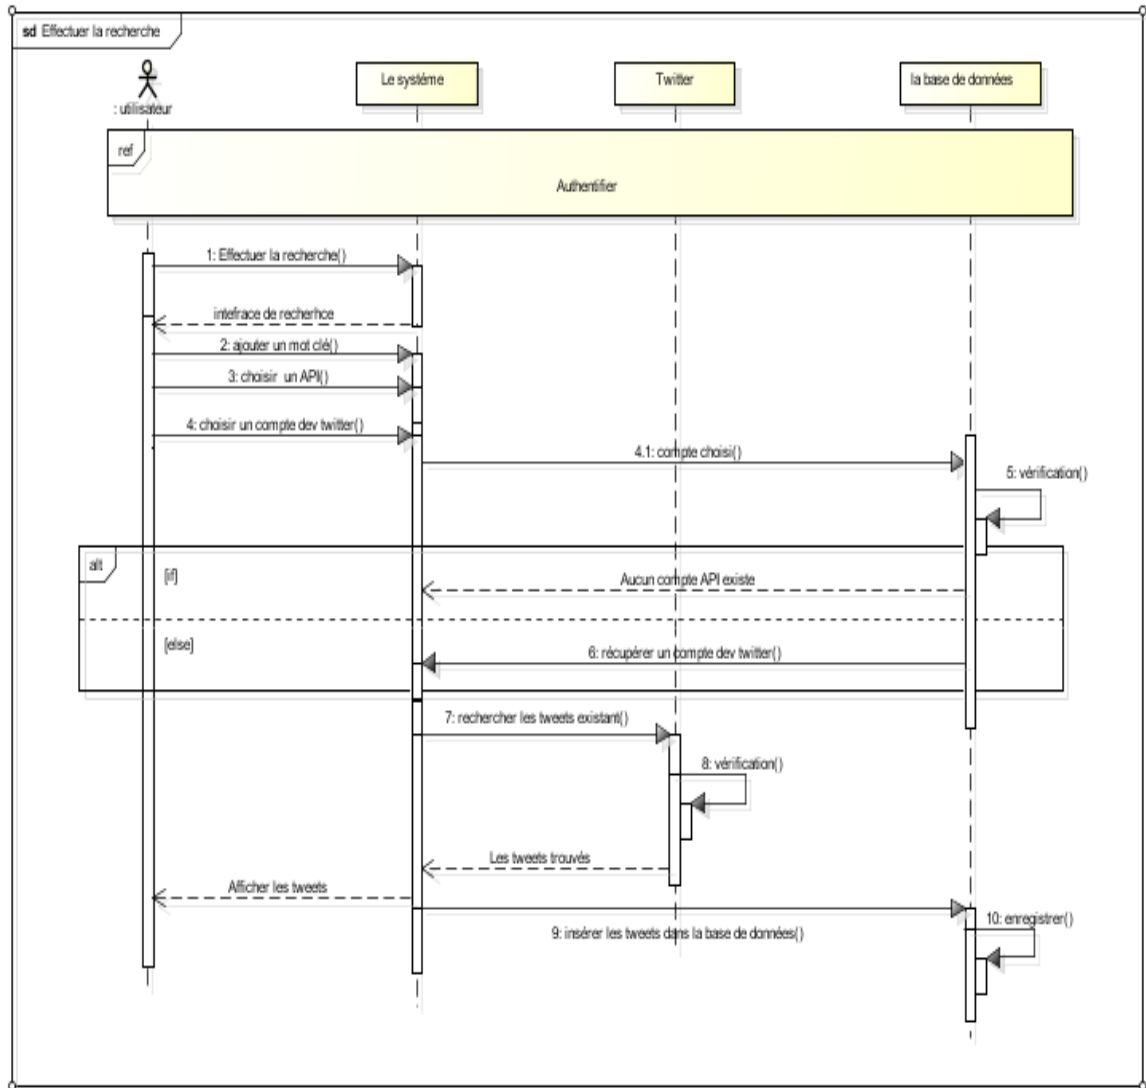 sd Effectuer la recherche
: utilisateur
Le systéme
Twitter
la base de données
ref
Authentifier
1: Effectuer la recherche()
intefrace de recherhce
2: ajouter un mot clé()
3: choisir un API()
4: choisir un compte dev twitter()
4.1: compte choisi()
5: vérification()
alt
[if]
Aucun compte API existe
[else]
6: récupérer un compte dev twitter()
7: rechercher les tweets existant()
8: vérification()
Les tweets trouvés
Afficher les tweets
9: insérer les tweets dans la base de données()
10: enregistrer()